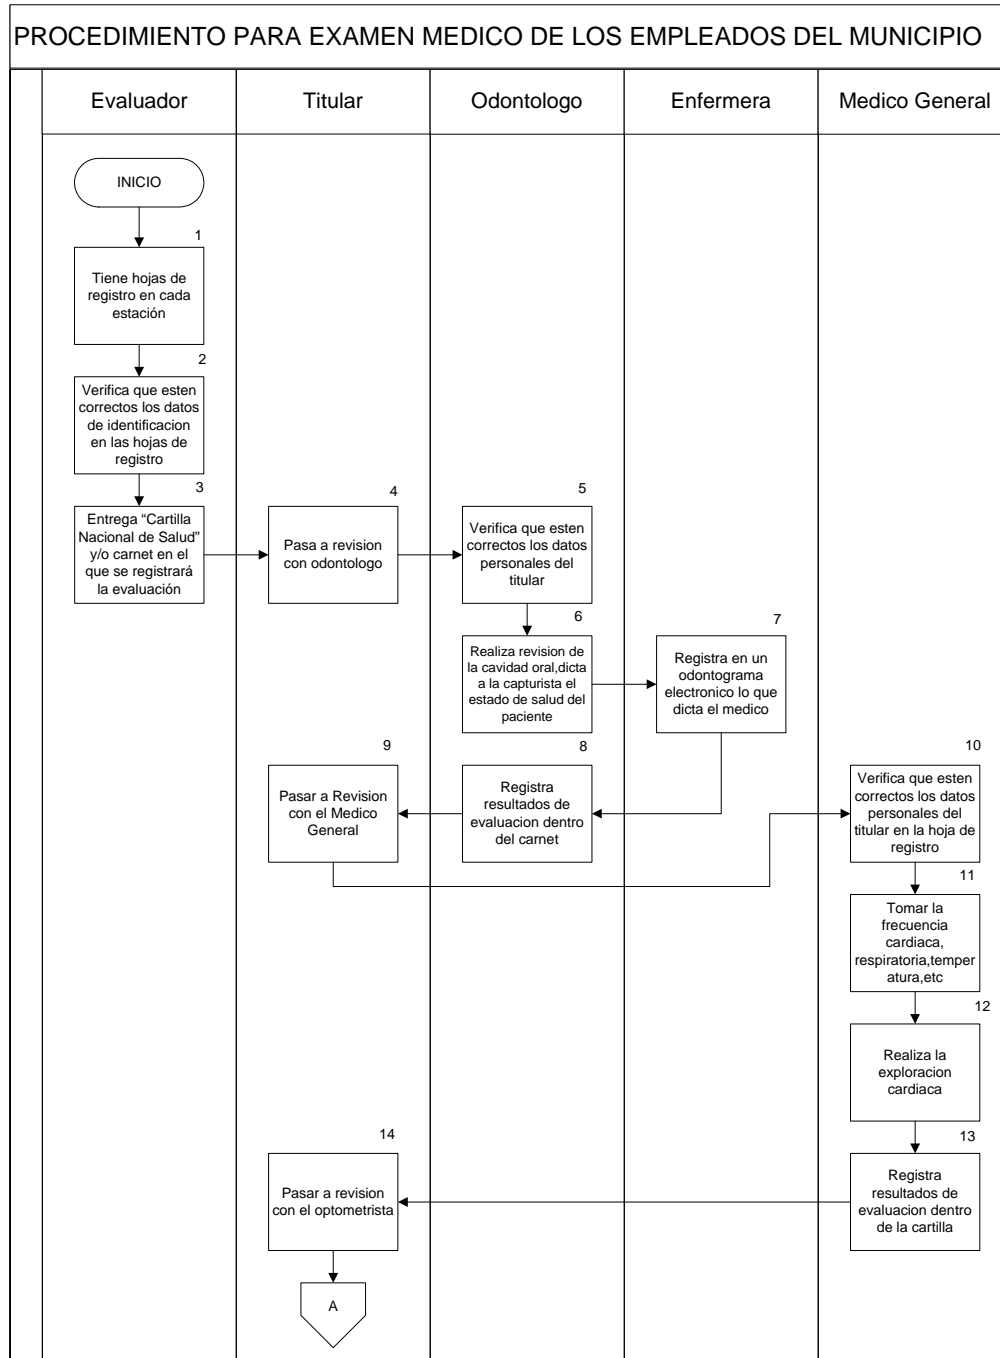 PROCEDIMIENTO PARA EXAMEN MEDICO DE LOS EMPLEADOS DEL MUNICIPIO
Evaluador
Titular
Odontologo
Enfermera
Medico General
INICIO
1
Tiene hojas de
registro en cada
estación
2
Verifica que esten
correctos los datos
de identificacion
en las hojas de
registro
3
Entrega “Cartilla
Nacional de Salud”
y/o carnet en el
que se registrará
la evaluación
4
Pasa a revision
con odontologo
5
Verifica que esten
correctos los datos
personales del
titular
6
Realiza revision de
la cavidad oral,dicta
a la capturista el
estado de salud del
paciente
7
Registra en un
odontograma
electronico lo que
dicta el medico
8
Registra
resultados de
evaluacion dentro
del carnet
9
Pasar a Revision
con el Medico
General
10
Verifica que esten
correctos los datos
personales del
titular en la hoja de
registro
11
Tomar la
frecuencia
cardiaca,
respiratoria,temper
atura,etc
12
Realiza la
exploracion
cardiaca
13
Registra
resultados de
evaluacion dentro
de la cartilla
14
Pasar a revision
con el optometrista
A